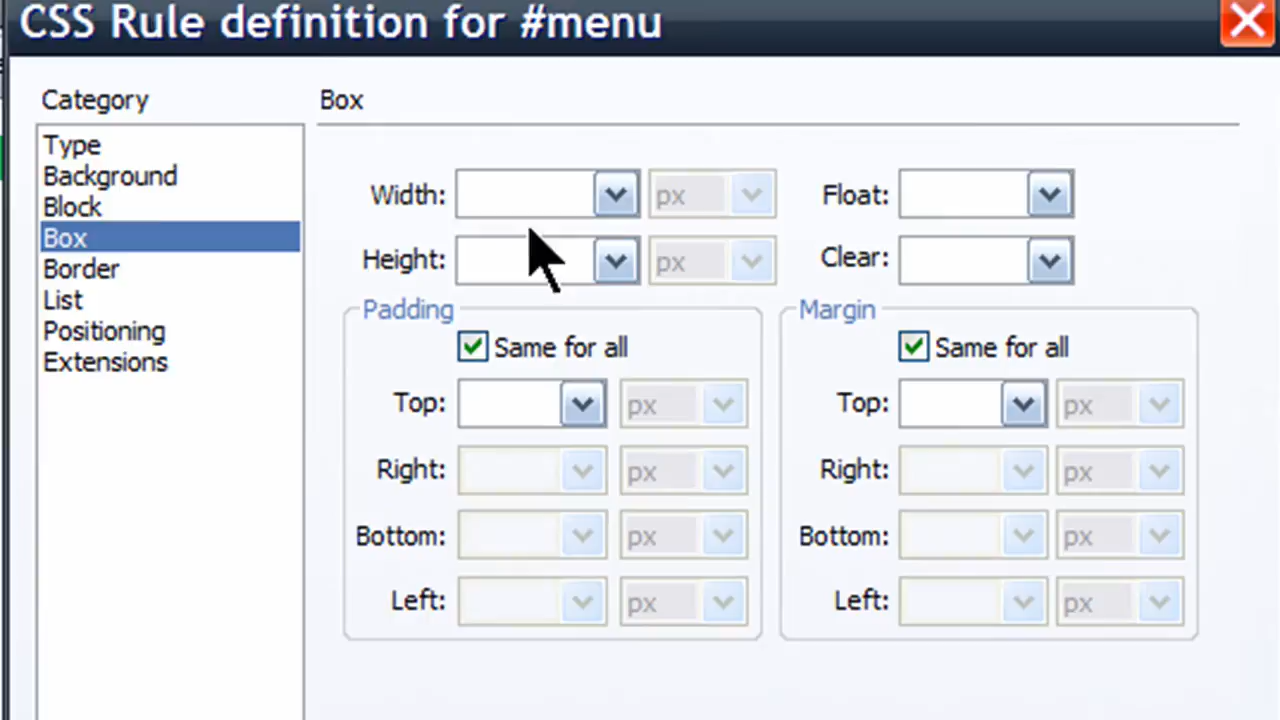 CSS Rule definition for #menu
Category
Box
Type
Background
Block
Box
Border
List
Positioning
Extensions
Width: px Float:
Height: px Clear:
Padding
Same for all
Top: px
Right: px
Bottom: px
Left: px
Margin
Same for all
Top: px
Right: px
Bottom: px
Left: px